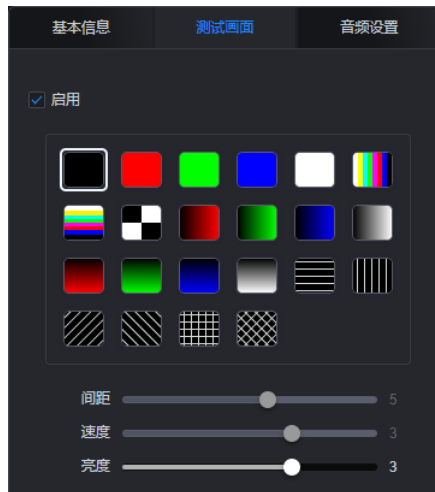 基本信息 测试画面 音频设置
启用
间距 5
速度 3
亮度 3